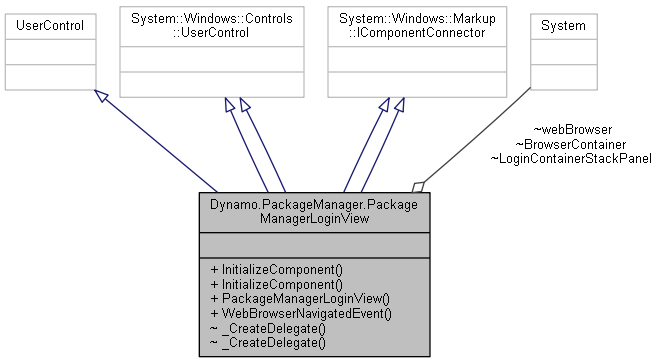 UserControl
System::Windows::Controls
::UserControl
System::Windows::Markup
::IComponentConnector
System
~webBrowser
~BrowserContainer
~LoginContainerStackPanel
Dynamo.PackageManager.Package
ManagerLoginView
+ InitializeComponent()
+ InitializeComponent()
+ PackageManagerLoginView()
+ WebBrowserNavigatedEvent()
~ _CreateDelegate()
~ _CreateDelegate()